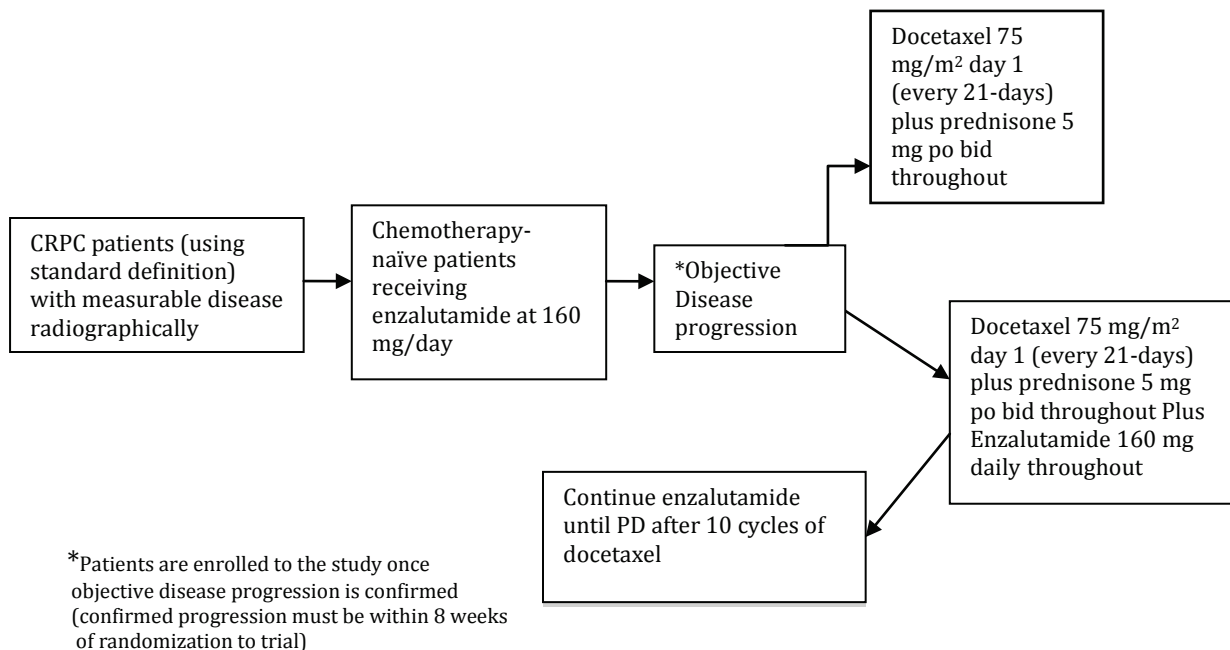 CRPC patients (using
standard definition)
with measurable disease
radiographically
Chemotherapy-
naïve patients
receiving
enzalutamide at 160
mg/day
*Objective
Disease
progression
Docetaxel 75
mg/m² day 1
(every 21-days)
plus prednisone 5
mg po bid
throughout
Docetaxel 75 mg/m²
day 1 (every 21-days)
plus prednisone 5 mg
po bid throughout Plus
Enzalutamide 160 mg
daily throughout
Continue enzalutamide
until PD after 10 cycles of
docetaxel
*Patients are enrolled to the study once
objective disease progression is confirmed
(confirmed progression must be within 8 weeks
of randomization to trial)